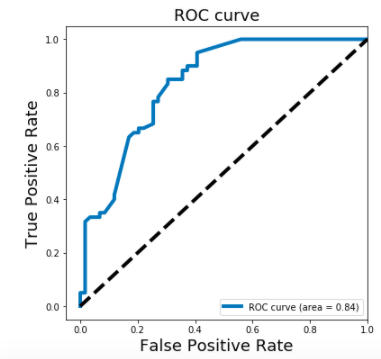 ROC curve
True Positive Rate
1.0
0.8
0.6
0.4
0.2
0.0
ROC curve (area = 0.84)
0.0 0.2 0.4 0.6 0.8 1.0
False Positive Rate